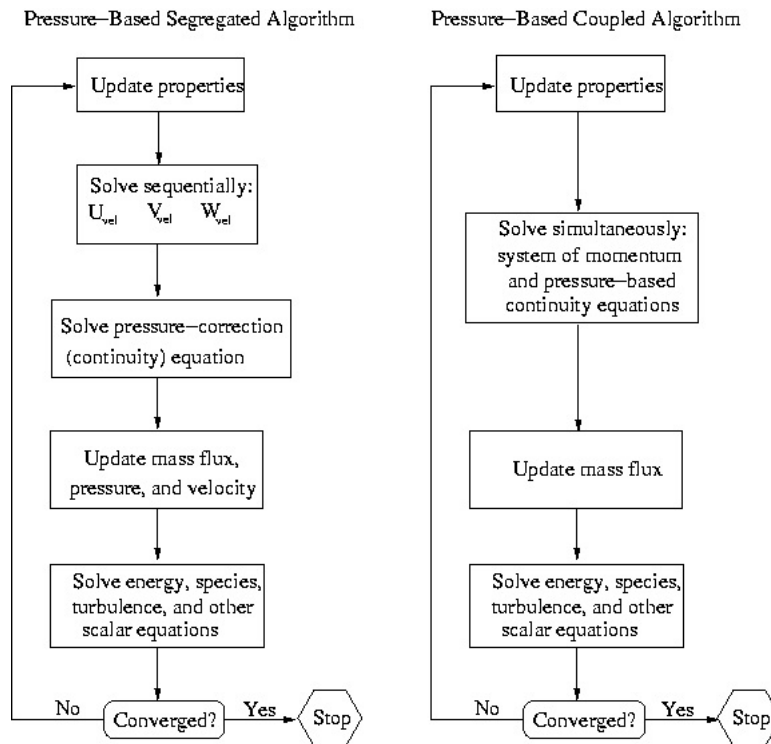 Pressure–Based Segregated Algorithm
Update properties
Solve sequentially:
Uvel Vvel Wvel
Solve pressure–correction
(continuity) equation
Update mass flux,
pressure, and velocity
Solve energy, species,
turbulence, and other
scalar equations
No
Converged?
Yes
Stop
Pressure–Based Coupled Algorithm
Update properties
Solve simultaneously:
system of momentum
and pressure–based
continuity equations
Update mass flux
Solve energy, species,
turbulence, and other
scalar equations
No
Converged?
Yes
Stop